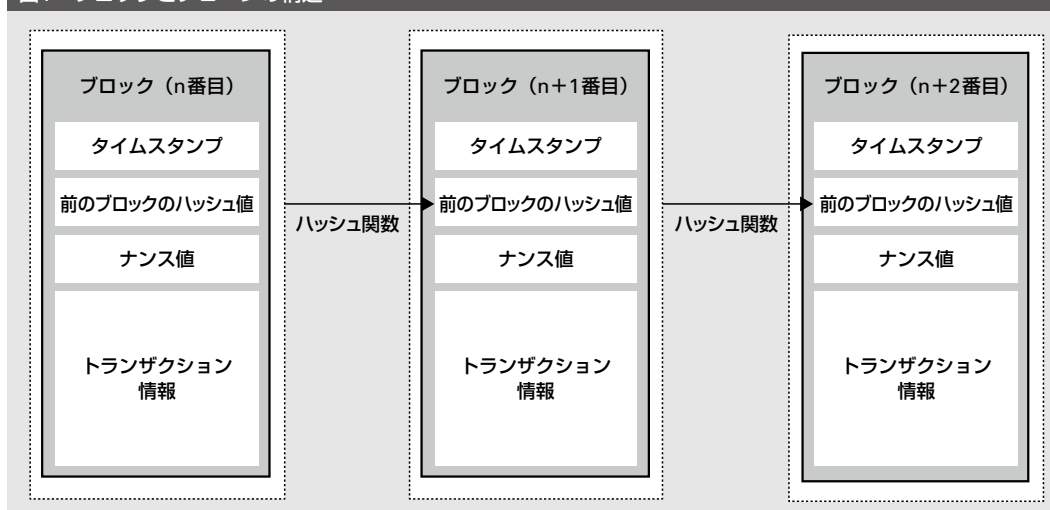 ブロック（n番目）
タイムスタンプ
前のブロックのハッシュ値
ナンス値
トランザクション
情報
ハッシュ関数
ブロック（n＋1番目）
タイムスタンプ
前のブロックのハッシュ値
ナンス値
トランザクション
情報
ハッシュ関数
ブロック（n＋2番目）
タイムスタンプ
前のブロックのハッシュ値
ナンス値
トランザクション
情報